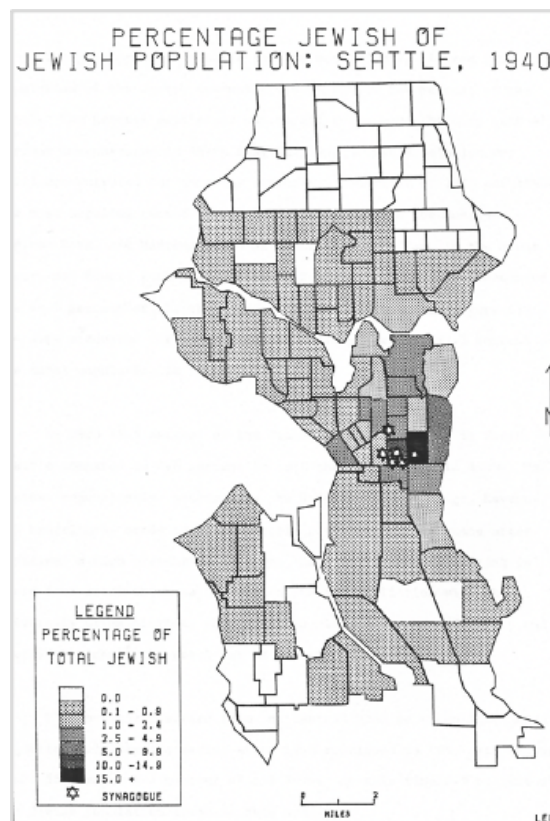 PERCENTAGE JEWISH OF
JEWISH POPULATION: SEATTLE, 1940
N
LEGEND
PERCENTAGE OF
TOTAL JEWISH
0.0
0.1 - 0.9
1.0 - 2.4
2.5 - 4.9
5.0 - 9.9
10.0 -14.9
15.0 +
SYNAGOGUE
0 2
MILES
LE